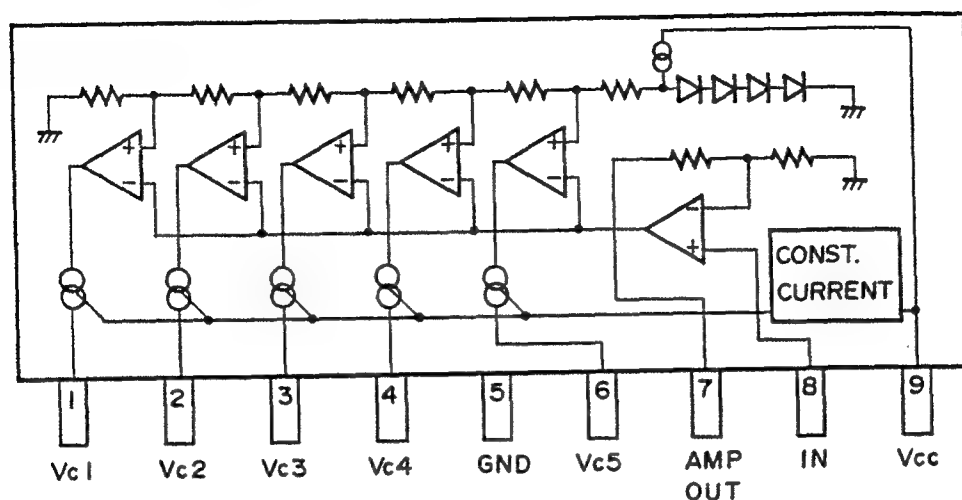 + + + + +
− − − − −
−
+
CONST.
CURRENT
1 2 3 4 5 6 7 8 9
Vc1 Vc2 Vc3 Vc4 GND Vc5 AMP OUT IN Vcc